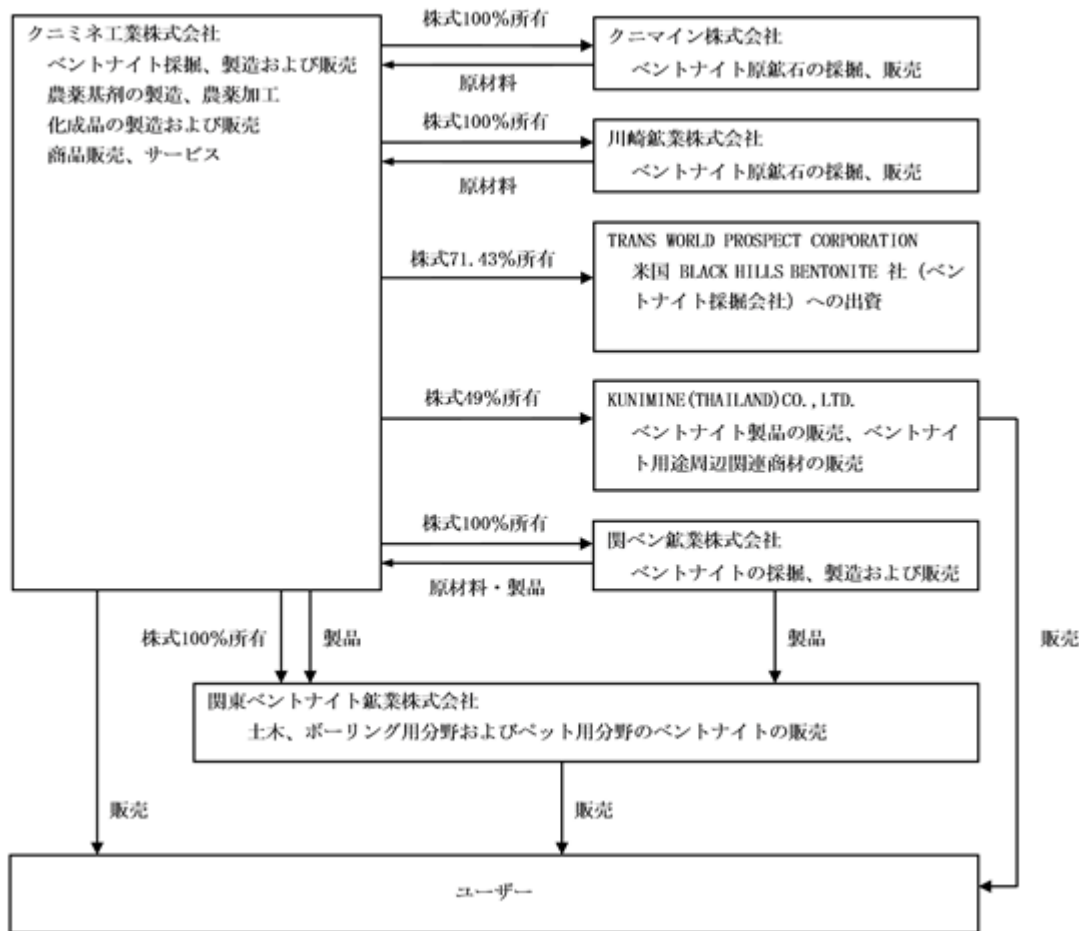 クニミネ工業株式会社
ベントナイト採掘、製造および販売
農薬基剤の製造、農薬加工
化成品の製造および販売
商品販売、サービス
株式100％所有
原材料
クニマイン株式会社
ベントナイト原鉱石の採掘、販売
株式100％所有
原材料
川崎鉱業株式会社
ベントナイト原鉱石の採掘、販売
株式71.43％所有
TRANS WORLD PROSPECT CORPORATION
米国 BLACK HILLS BENTONITE 社（ベン
トナイト採掘会社）への出資
株式49％所有
KUNIMINE(THAILAND)CO.,LTD.
ベントナイト製品の販売、ベントナイ
ト用途周辺関連商材の販売
株式100％所有
原材料・製品
関ベン鉱業株式会社
ベントナイトの採掘、製造および販売
株式100％所有
製品
製品
販売
関東ベントナイト鉱業株式会社
土木、ボーリング用分野およびペット用分野のベントナイトの販売
販売
販売
ユーザー